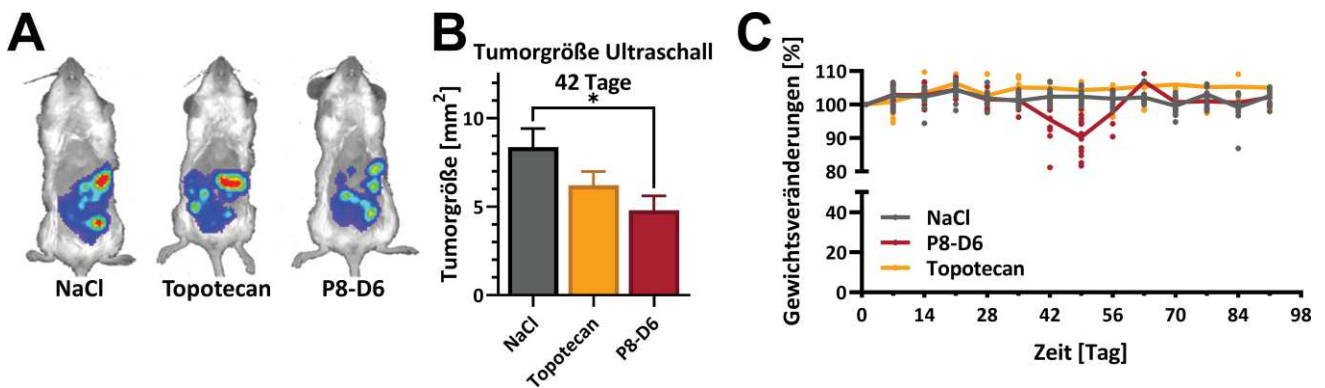 A
NaCl
Topotecan
P8-D6
B
Tumorgröße Ultraschall
42 Tage
*
Tumorgröße [mm²]
10
5
0
NaCl
Topotecan
P8-D6
C
Gewichtsveränderungen [%]
110
100
90
80
60
40
20
0
NaCl
P8-D6
Topotecan
0 14 28 42 56 70 84 98
Zeit [Tag]